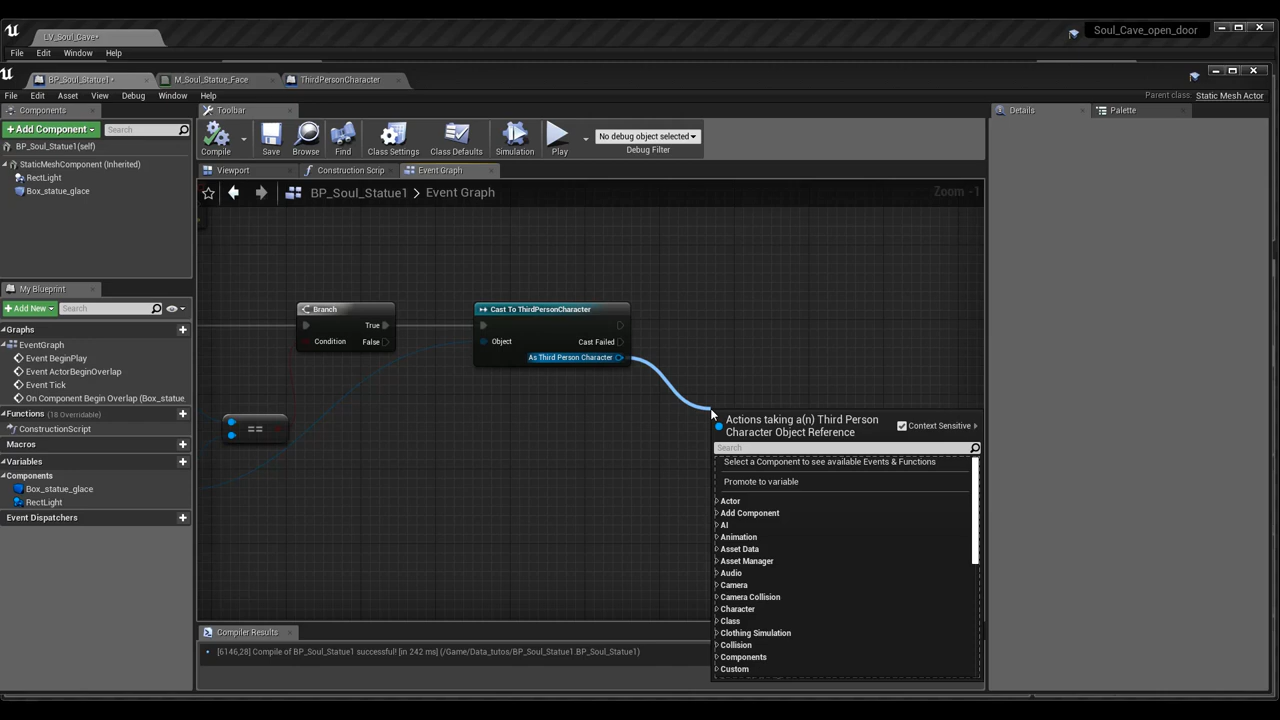 LV_Soul_Cave*
Soul_Cave_open_door
File Edit Window Help
BP_Soul_Statue1* M_Soul_Statue_Face ThirdPersonCharacter
File Edit Asset View Debug Window Help
Parent class: Static Mesh Actor
Components
Toolbar
Details
Palette
+Add Component
Search
BP_Soul_Statue1(self)
StaticMeshComponent (Inherited)
RectLight
Box_statue_glace
Compile
Save
Browse
Find
Class Settings
Class Defaults
Simulation
Play
No debug object selected
Debug Filter
Viewport
Construction Scrip
Event Graph
BP_Soul_Statue1 > Event Graph
Zoom -1
My Blueprint
+Add New
Search
Graphs
EventGraph
Event BeginPlay
Event ActorBeginOverlap
Event Tick
On Component Begin Overlap (Box_statue
Functions (18 Overridable)
ConstructionScript
Macros
Variables
Components
Box_statue_glace
RectLight
Event Dispatchers
Branch
True
Condition False
==
Cast To ThirdPersonCharacter
Object
Cast Failed
As Third Person Character
Actions taking a(n) Third Person
Character Object Reference
Context Sensitive
Search
Select a Component to see available Events & Functions
Promote to variable
Actor
Add Component
AI
Animation
Asset Data
Asset Manager
Audio
Camera
Camera Collision
Character
Class
Clothing Simulation
Collision
Components
Custom
Compiler Results
[6146,28] Compile of BP_Soul_Statue1 successful! [in 242 ms] (/Game/Data_tutos/BP_Soul_Statue1.BP_Soul_Statue1)